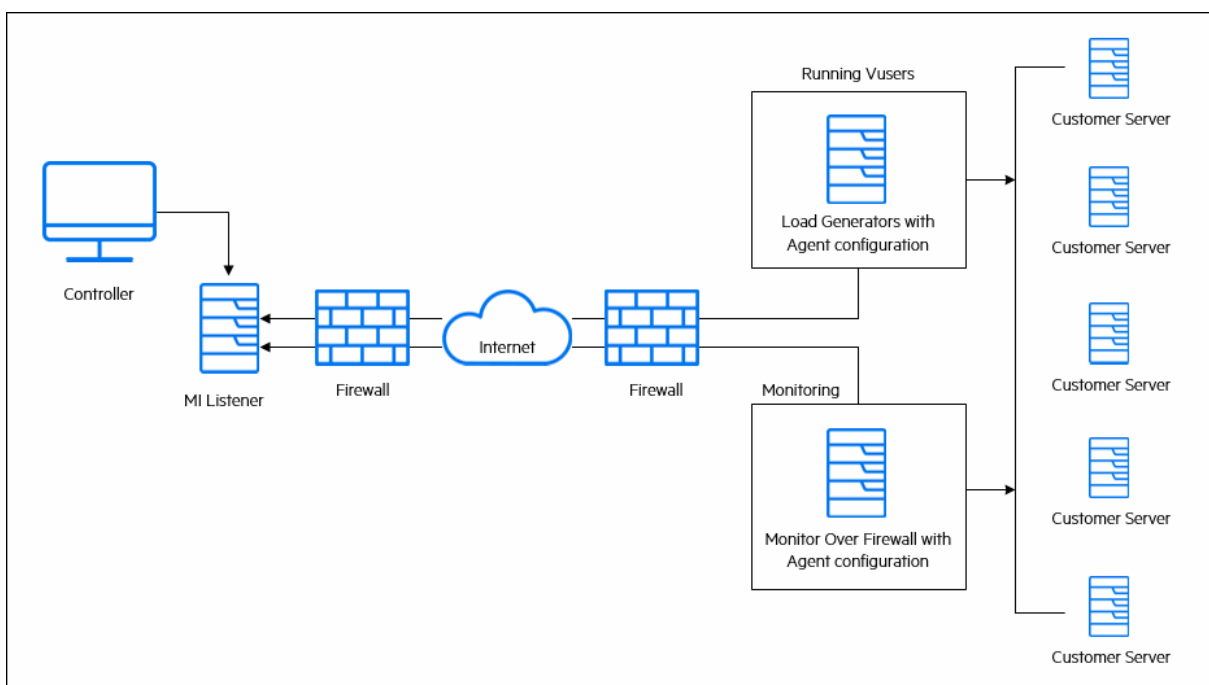 Running Vusers
Customer Server
Load Generators with
Agent configuration
Customer Server
Controller
MI Listener
Firewall
Internet
Firewall
Monitoring
Customer Server
Monitor Over Firewall with
Agent configuration
Customer Server
Customer Server